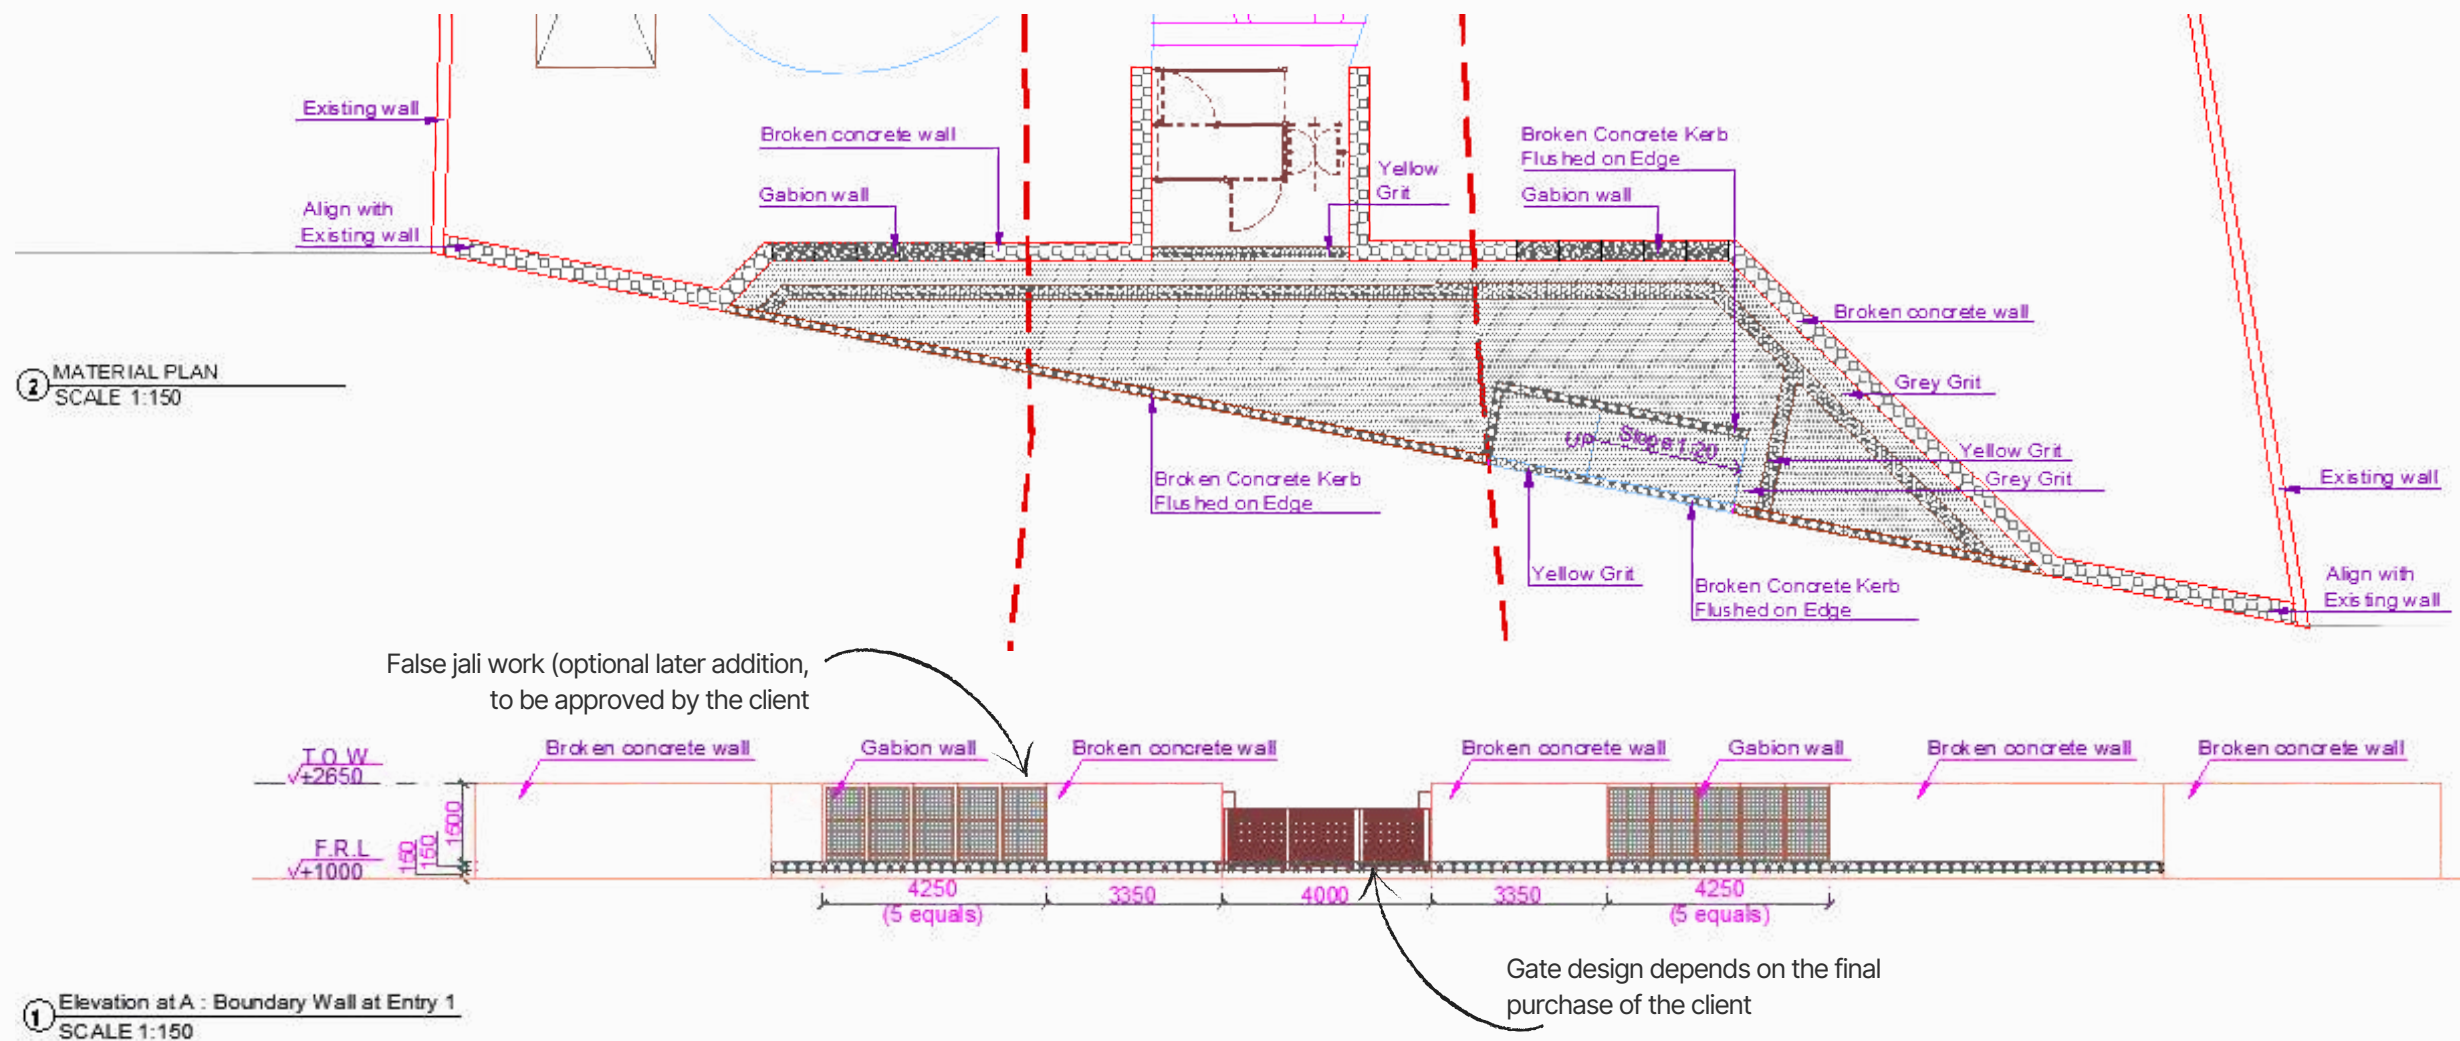 Existing wall
Align with
Existing wall
Broken concrete wall
Gabion wall
Yellow
Grit
Broken Concrete Kerb
Flushed on Edge
Gabion wall
Broken concrete wall
Grey Grit
Yellow Grit
Grey Grit
Existing wall
Align with
Existing wall
UP
Slope 1:20
Broken Concrete Kerb
Flushed on Edge
Yellow Grit
Broken Concrete Kerb
Flushed on Edge
2 MATERIAL PLAN
SCALE 1:150
False jali work (optional later addition,
to be approved by the client
T.O.W
+2650
F.R.L
+1000
150
150
1500
Broken concrete wall
Gabion wall
Broken concrete wall
Broken concrete wall
Gabion wall
Broken concrete wall
Broken concrete wall
4250
(5 equals)
3350
4000
3350
4250
(5 equals)
Gate design depends on the final
purchase of the client
1 Elevation at A : Boundary Wall at Entry 1
SCALE 1:150